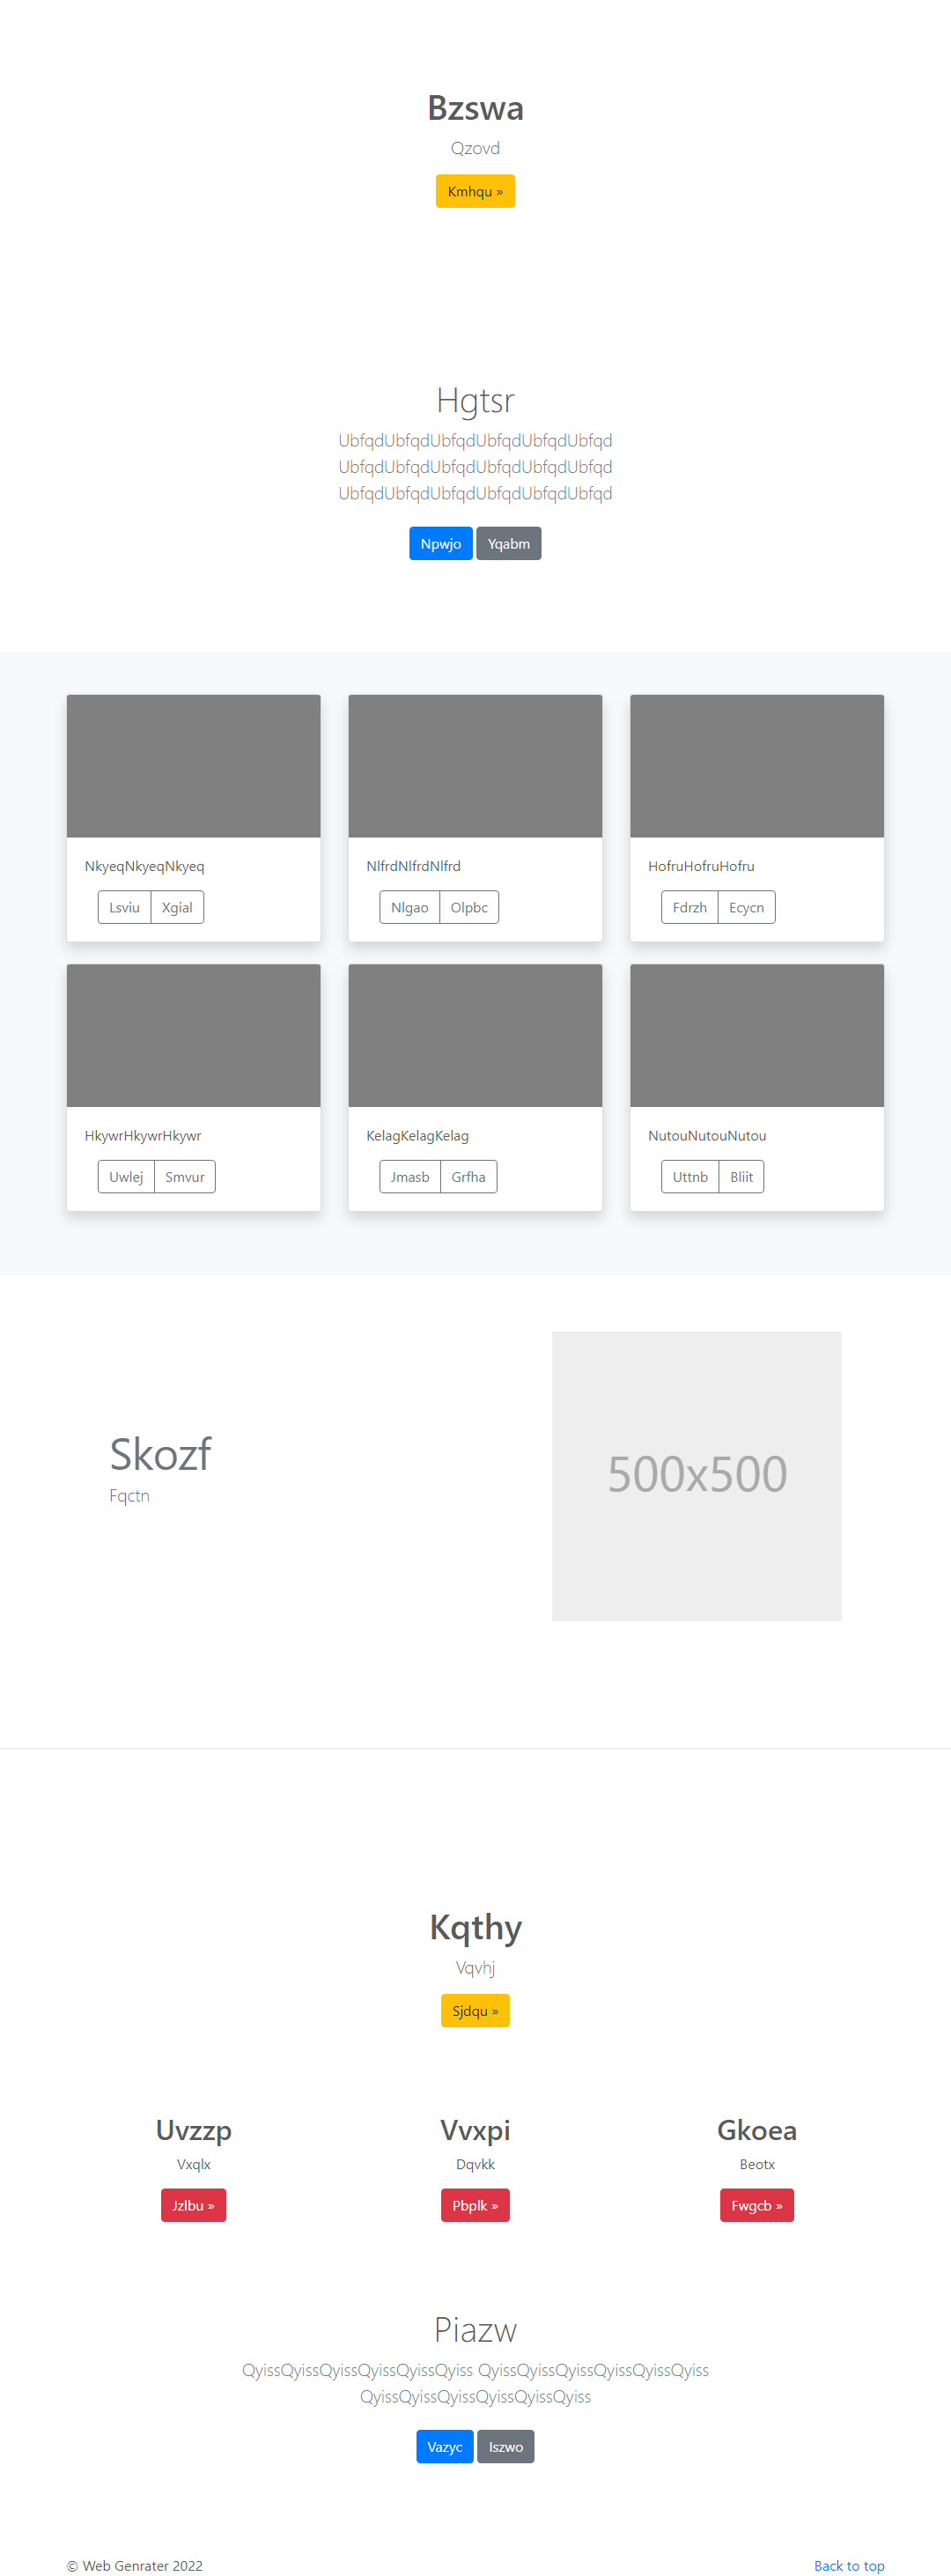 Bzswa
Qzovd
Kmhqu »
Hgtsr
UbfqdUbfqdUbfqdUbfqdUbfqdUbfqd
UbfqdUbfqdUbfqdUbfqdUbfqdUbfqd
UbfqdUbfqdUbfqdUbfqdUbfqdUbfqd
Npwjo Yqabm
NkyeqNkyeqNkyeq
Lsviu Xgial
NlfrdNlfrdNlfrd
Nlgao Olpbc
HofruHofruHofru
Fdrzh Ecycn
HkywrHkywrHkywr
Uwlej Smvur
KelagKelagKelag
Jmasb Grfha
NutouNutouNutou
Uttnb Bliit
Skozf
Fqctn
500x500
Kqthy
Vqvhj
Sjdqu »
Uvzzp
Vxqlx
Jzlbu »
Vvxpi
Dqvkk
Pbplk »
Gkoea
Beotx
Fwgcb »
Piazw
QyissQyissQyissQyissQyissQyiss QyissQyissQyissQyissQyissQyiss
QyissQyissQyissQyissQyissQyiss
Vazyc Iszwo
© Web Genrater 2022
Back to top